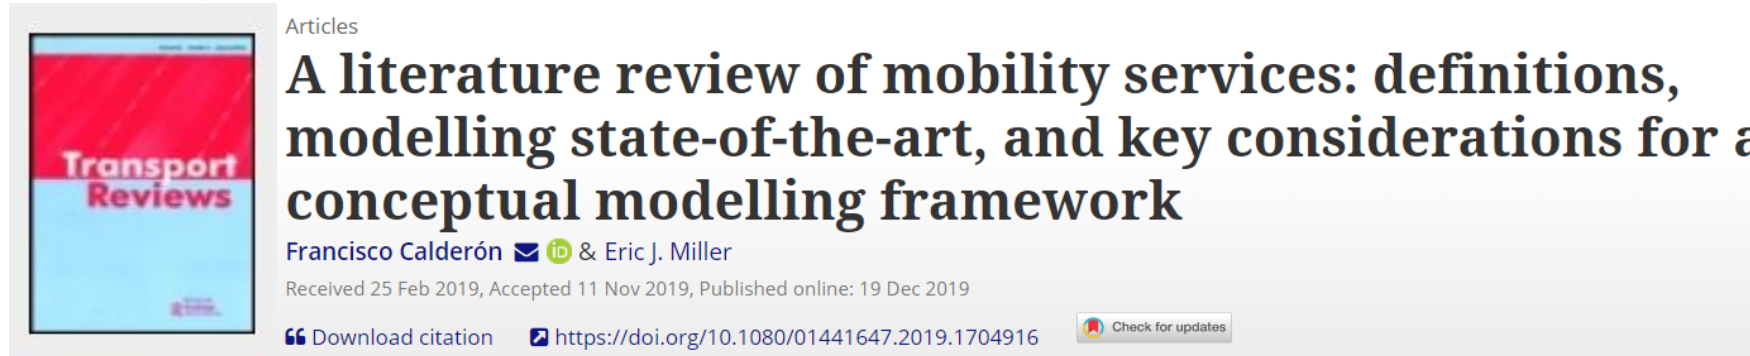 Articles
A literature review of mobility services: definitions,
modelling state-of-the-art, and key considerations for a
conceptual modelling framework
Francisco Calderón iD & Eric J. Miller
Received 25 Feb 2019, Accepted 11 Nov 2019, Published online: 19 Dec 2019
Download citation https://doi.org/10.1080/01441647.2019.1704916 Check for updates
Transport
Reviews